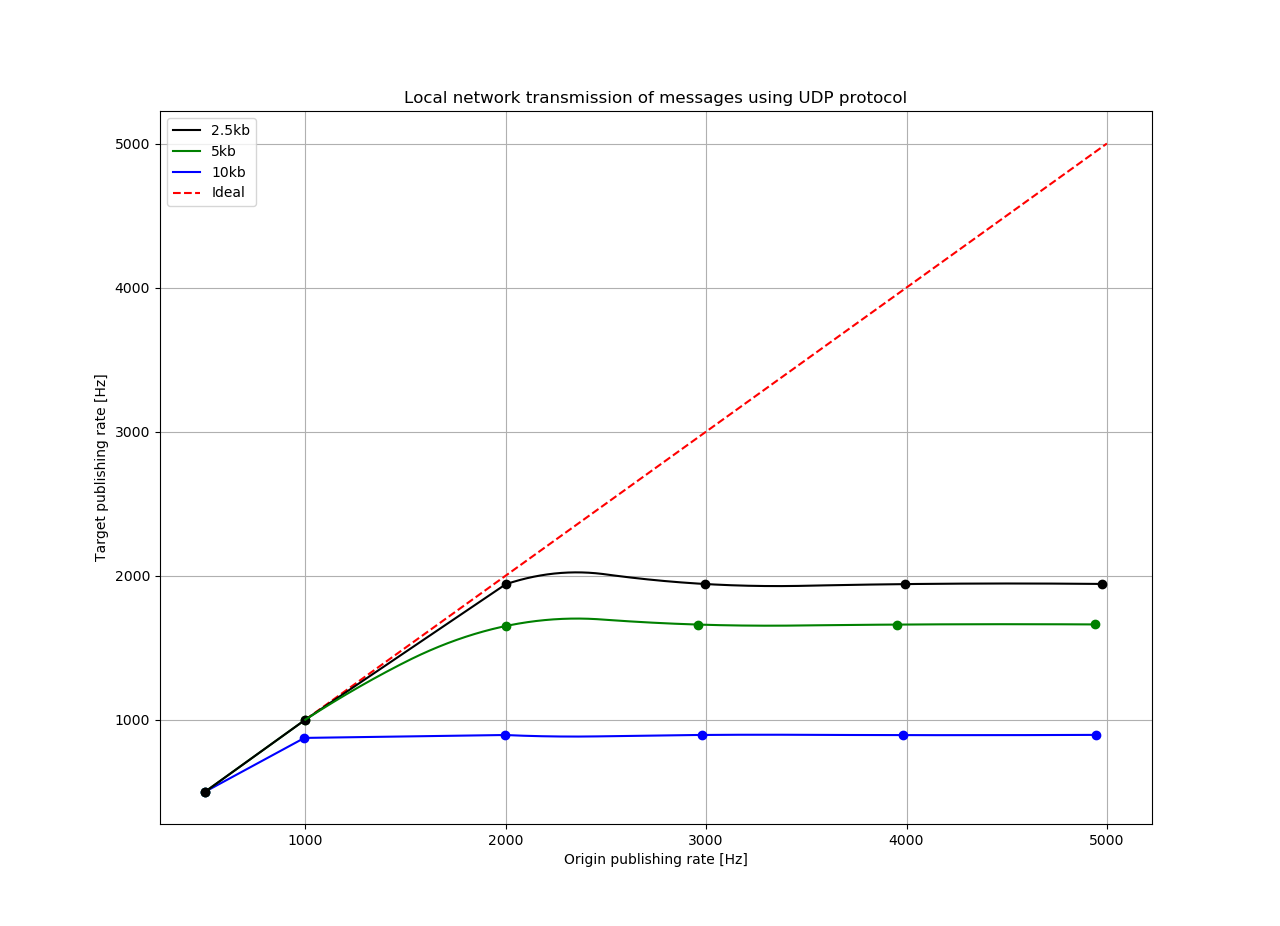 Local network transmission of messages using UDP protocol
2.5kb
5kb
10kb
Ideal
5000
4000
3000
2000
1000
Target publishing rate [Hz]
1000 2000 3000 4000 5000
Origin publishing rate [Hz]